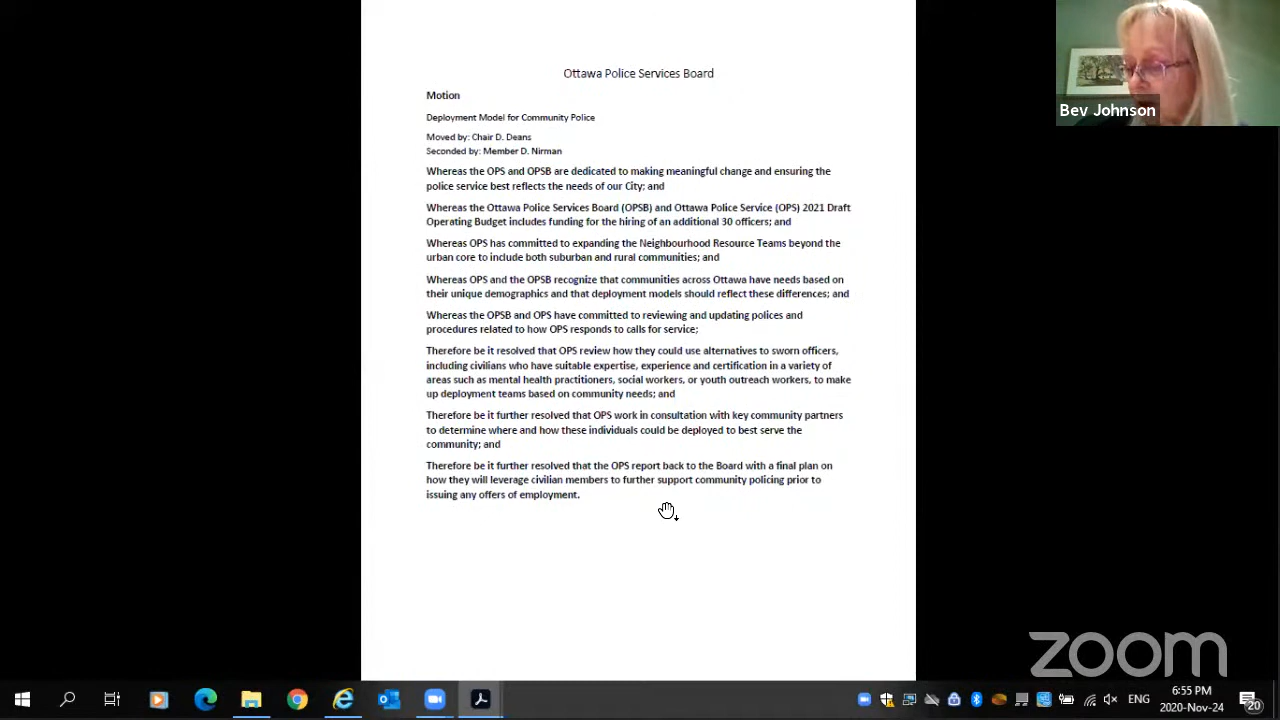 Ottawa Police Services Board
Motion
Deployment Model for Community Police
Moved by: Chair D. Deans
Seconded by: Member D. Nirman
Whereas the OPS and OPSB are dedicated to making meaningful change and ensuring the
police service best reflects the needs of our City; and
Whereas the Ottawa Police Services Board (OPSB) and Ottawa Police Service (OPS) 2021 Draft
Operating Budget includes funding for the hiring of an additional 30 officers; and
Whereas OPS has committed to expanding the Neighbourhood Resource Teams beyond the
urban core to include both suburban and rural communities; and
Whereas OPS and the OPSB recognize that communities across Ottawa have needs based on
their unique demographics and that deployment models should reflect these differences; and
Whereas the OPSB and OPS have committed to reviewing and updating polices and
procedures related to how OPS responds to calls for service;
Therefore be it resolved that OPS review how they could use alternatives to sworn officers,
including civilians who have suitable expertise, experience and certification in a variety of
areas such as mental health practitioners, social workers, or youth outreach workers, to make
up deployment teams based on community needs; and
Therefore be it further resolved that OPS work in consultation with key community partners
to determine where and how these individuals could be deployed to best serve the
community; and
Therefore be it further resolved that the OPS report back to the Board with a final plan on
how they will leverage civilian members to further support community policing prior to
issuing any offers of employment.
Bev Johnson
zoom
ENG
6:55 PM
2020-Nov-24
20